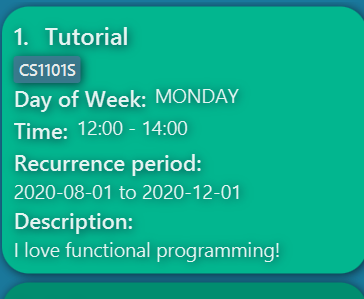 1. Tutorial
CS1101S
Day of Week: MONDAY
Time: 12:00 - 14:00
Recurrence period:
2020-08-01 to 2020-12-01
Description:
I love functional programming!